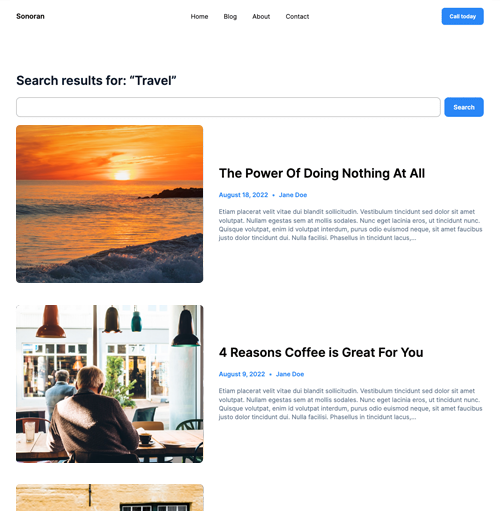 Sonoran
Home Blog About Contact
Call today
Search results for: “Travel”
Search
The Power Of Doing Nothing At All
August 18, 2022 • Jane Doe
Etiam placerat velit vitae dui blandit sollicitudin. Vestibulum tincidunt sed dolor sit amet
volutpat. Nullam egestas sem at mollis sodales. Nunc eget lacinia eros, ut tincidunt nunc.
Quisque volutpat, enim id volutpat interdum, purus odio euismod neque, sit amet faucibus
justo dolor tincidunt dui. Nulla facilisi. Phasellus in tincidunt lacus,...
4 Reasons Coffee is Great For You
August 9, 2022 • Jane Doe
Etiam placerat velit vitae dui blandit sollicitudin. Vestibulum tincidunt sed dolor sit amet
volutpat. Nullam egestas sem at mollis sodales. Nunc eget lacinia eros, ut tincidunt nunc.
Quisque volutpat, enim id volutpat interdum, purus odio euismod neque, sit amet faucibus
justo dolor tincidunt dui. Nulla facilisi. Phasellus in tincidunt lacus,...